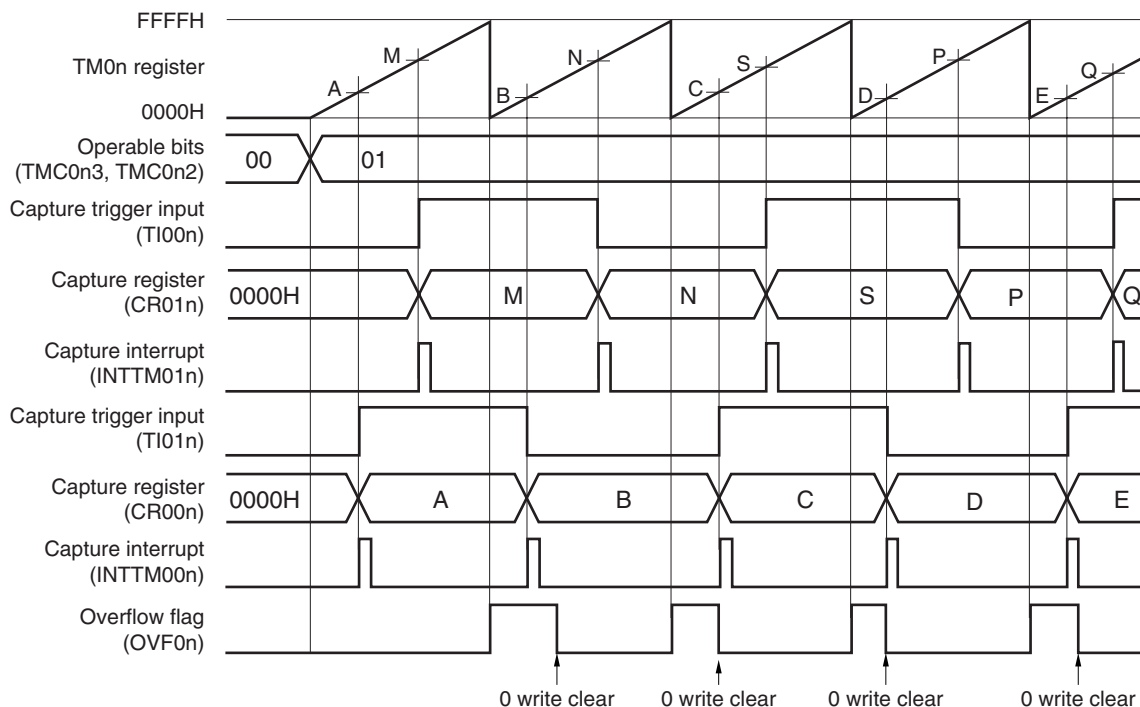 FFFFH
TM0n register
0000H
A M B N C S D P E Q
Operable bits
(TMC0n3, TMC0n2)
00 01
Capture trigger input
(TI00n)
Capture register
(CR01n)
0000H M N S P Q
Capture interrupt
(INTTM01n)
Capture trigger input
(TI01n)
Capture register
(CR00n)
0000H A B C D E
Capture interrupt
(INTTM00n)
Overflow flag
(OVF0n)
0 write clear 0 write clear 0 write clear 0 write clear